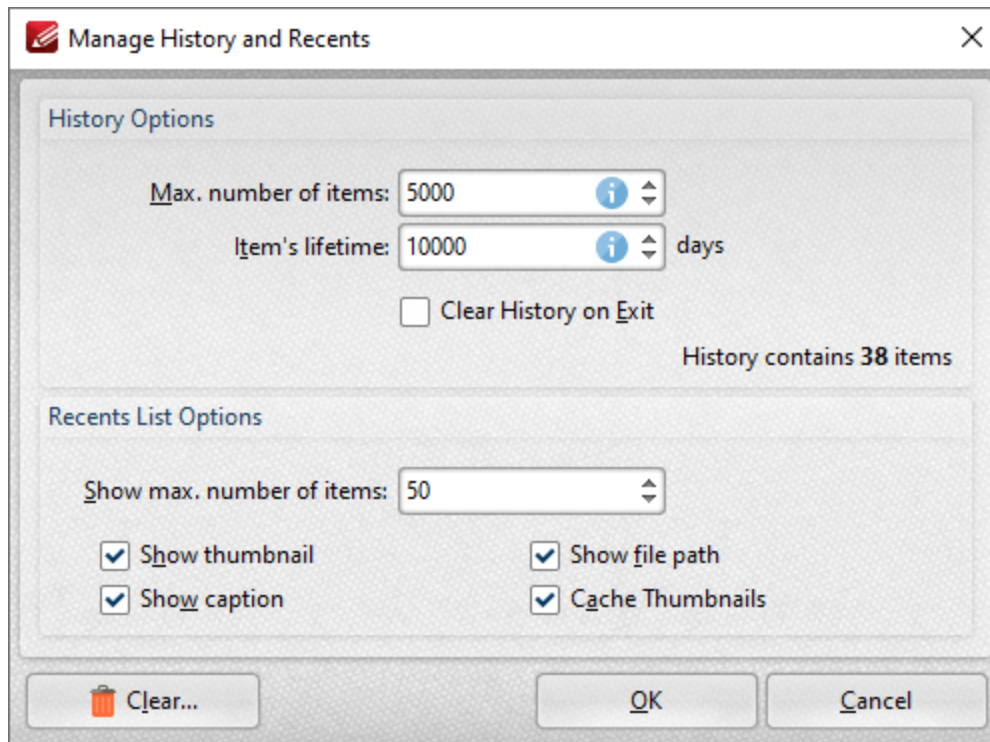 Manage History and Recents
History Options
Max. number of items: 5000
Item's lifetime: 10000 days
Clear History on Exit
History contains 38 items
Recents List Options
Show max. number of items: 50
Show thumbnail Show file path
Show caption Cache Thumbnails
Clear... OK Cancel